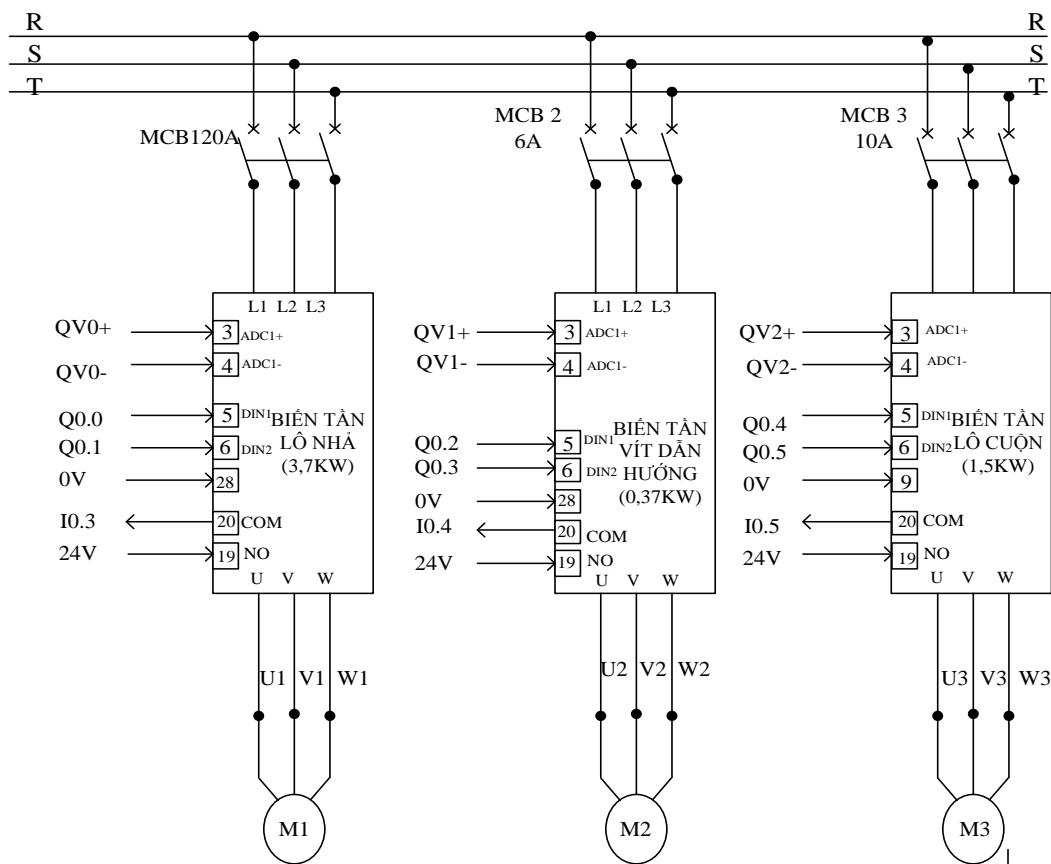 R R
S S
T T
MCB120A
MCB 2
6A
MCB 3
10A
L1 L2 L3
QV0+ 3 ADC1+
QV0- 4 ADC1-
Q0.0 5 DIN1
Q0.1 6 DIN2
0V 28
I0.3 20 COM
24V 19 NO
BIẾN TẦN
LÔ NHẢ
(3,7KW)
U V W
U1 V1 W1
M1
L1 L2 L3
QV1+ 3 ADC1+
QV1- 4 ADC1-
Q0.2 5 DIN1
Q0.3 6 DIN2
0V 28
I0.4 20 COM
24V 19 NO
BIẾN TẦN
VÍT DẪN
HƯỚNG
(0,37KW)
U V W
U2 V2 W2
M2
QV2+ 3 ADC1+
QV2- 4 ADC1-
Q0.4 5 DIN1
Q0.5 6 DIN2
0V 9
I0.5 20 COM
24V 19 NO
BIẾN TẦN
LÔ CUỘN
(1,5KW)
U V W
U3 V3 W3
M3